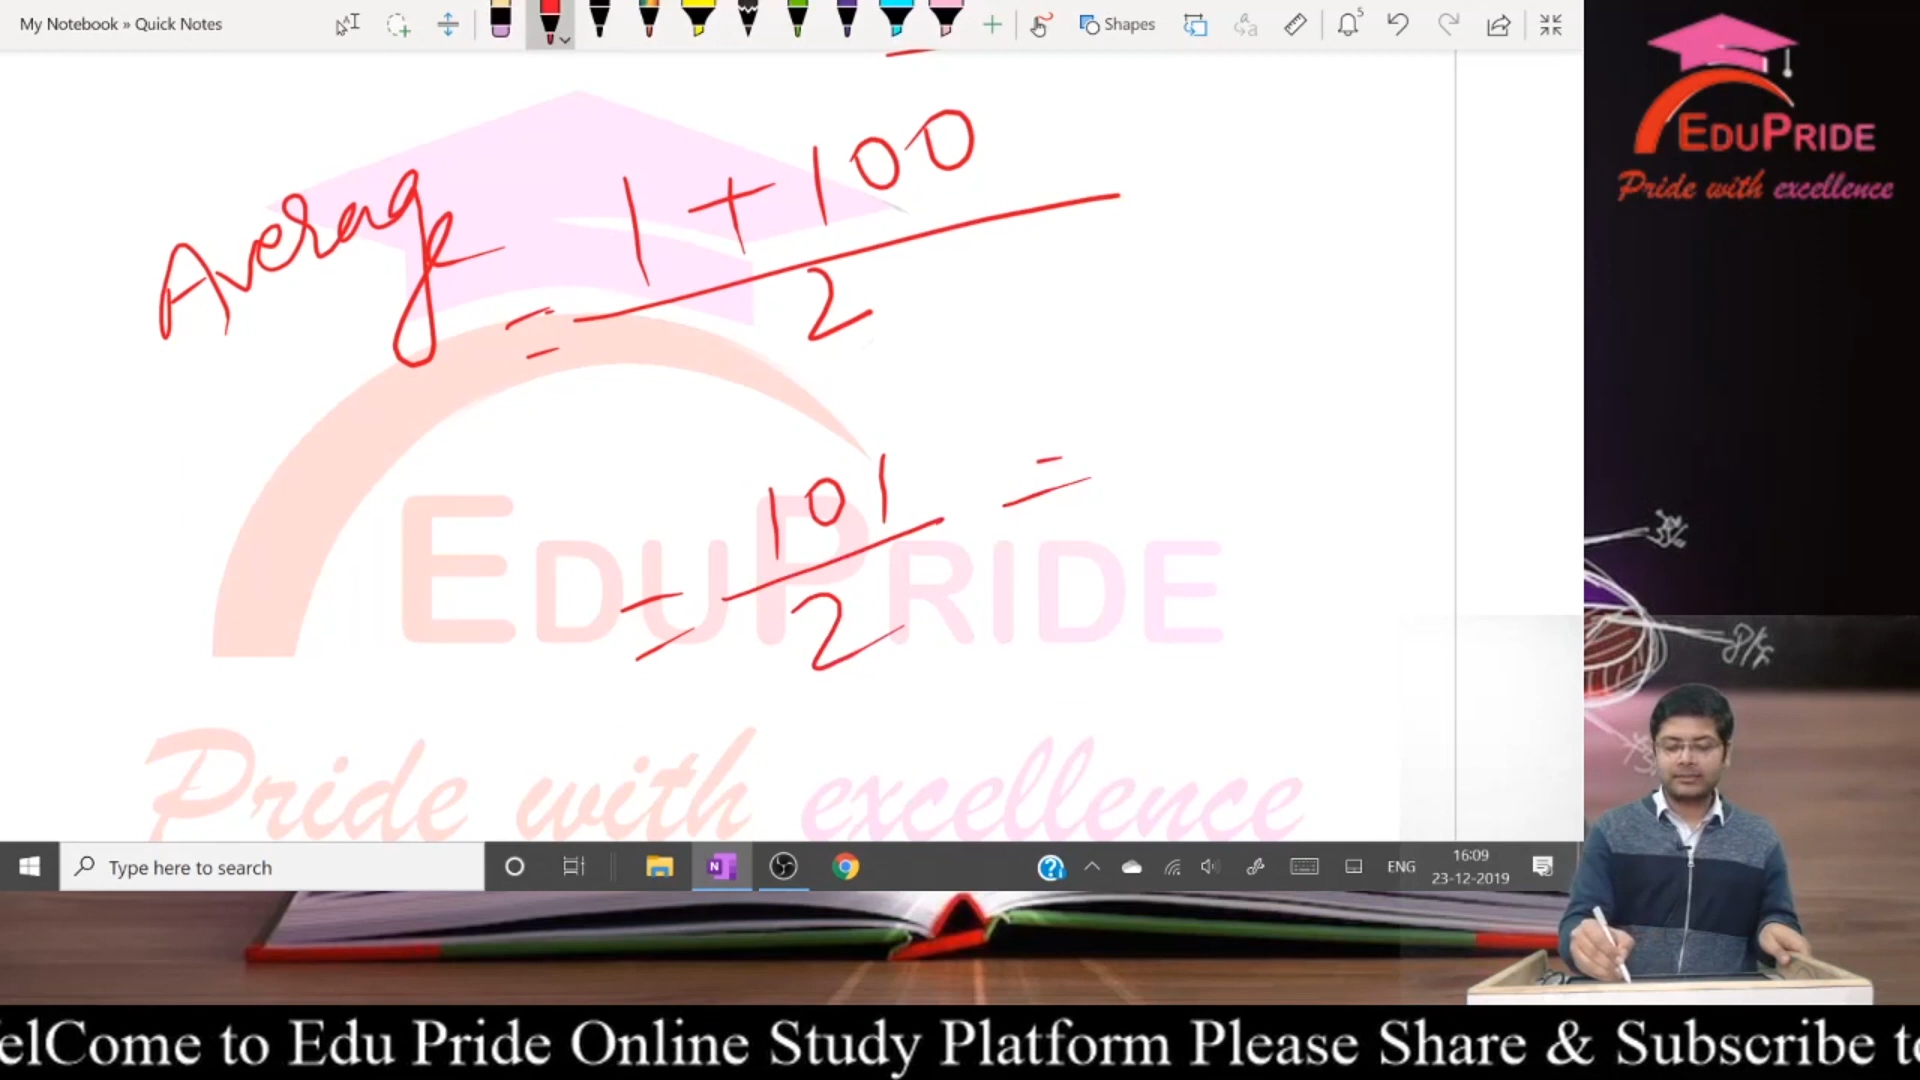 My Notebook » Quick Notes
Shapes
5
EDUPRIDE
Pride with excellence
Average = 1 + 100
2
= 101 =
2
EDUPRIDE
Pride with excellence
Type here to search
ENG
16:09
23-12-2019
elCome to Edu Pride Online Study Platform Please Share & Subscribe to